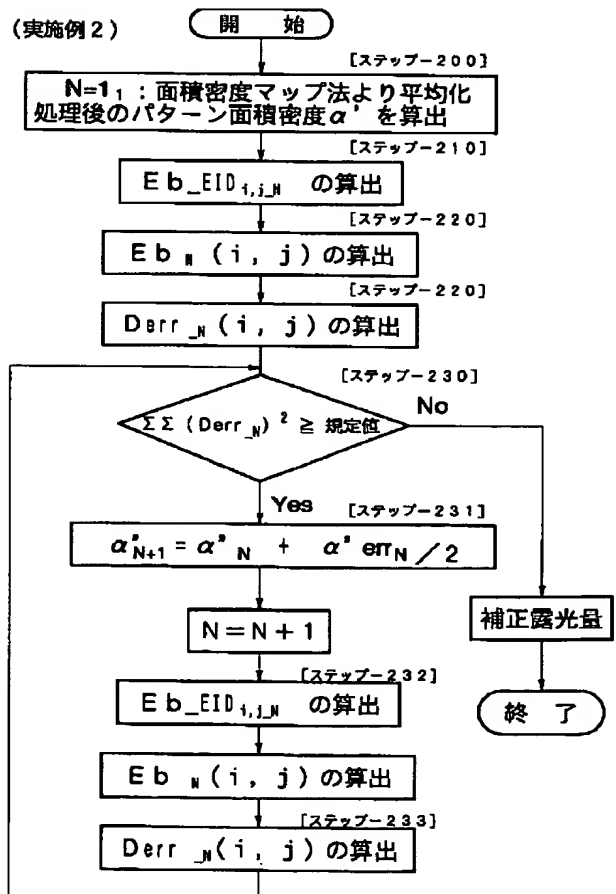 (実施例2)
開 始
[ステップ-200]
N=1₁:面積密度マップ法より平均化
処理後のパターン面積密度α'を算出
[ステップ-210]
Eb_EID i,j_N の算出
[ステップ-220]
Eb N (i, j)の算出
[ステップ-220]
Derr_N (i, j)の算出
[ステップ-230]
ΣΣ(Derr_N)² ≧ 規定値
No
Yes
[ステップ-231]
α"N+1 = α" N + α" errN / 2
N=N+1
補正露光量
[ステップ-232]
Eb_EID i,j_N の算出
終 了
Eb N (i, j)の算出
[ステップ-233]
Derr _N (i, j)の算出